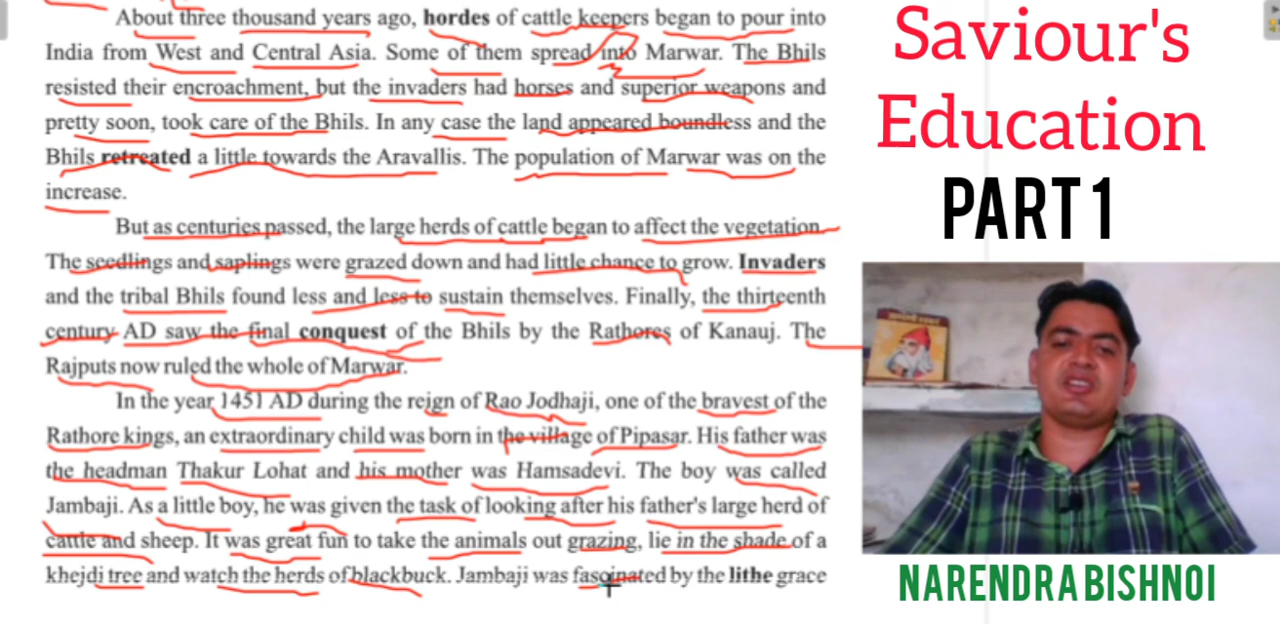 About three thousand years ago, hordes of cattle keepers began to pour into
India from West and Central Asia. Some of them spread into Marwar. The Bhils
resisted their encroachment, but the invaders had horses and superior weapons and
pretty soon, took care of the Bhils. In any case the land appeared boundless and the
Bhils retreated a little towards the Aravallis. The population of Marwar was on the
increase.
But as centuries passed, the large herds of cattle began to affect the vegetation.
The seedlings and saplings were grazed down and had little chance to grow. Invaders
and the tribal Bhils found less and less to sustain themselves. Finally, the thirteenth
century AD saw the final conquest of the Bhils by the Rathores of Kanauj. The
Rajputs now ruled the whole of Marwar.
In the year 1451 AD during the reign of Rao Jodhaji, one of the bravest of the
Rathore kings, an extraordinary child was born in the village of Pipasar. His father was
the headman Thakur Lohat and his mother was Hamsadevi. The boy was called
Jambaji. As a little boy, he was given the task of looking after his father's large herd of
cattle and sheep. It was great fun to take the animals out grazing, lie in the shade of a
khejdi tree and watch the herds of blackbuck. Jambaji was fascinated by the lithe grace
Saviour's
Education
PART 1
NARENDRA BISHNOI